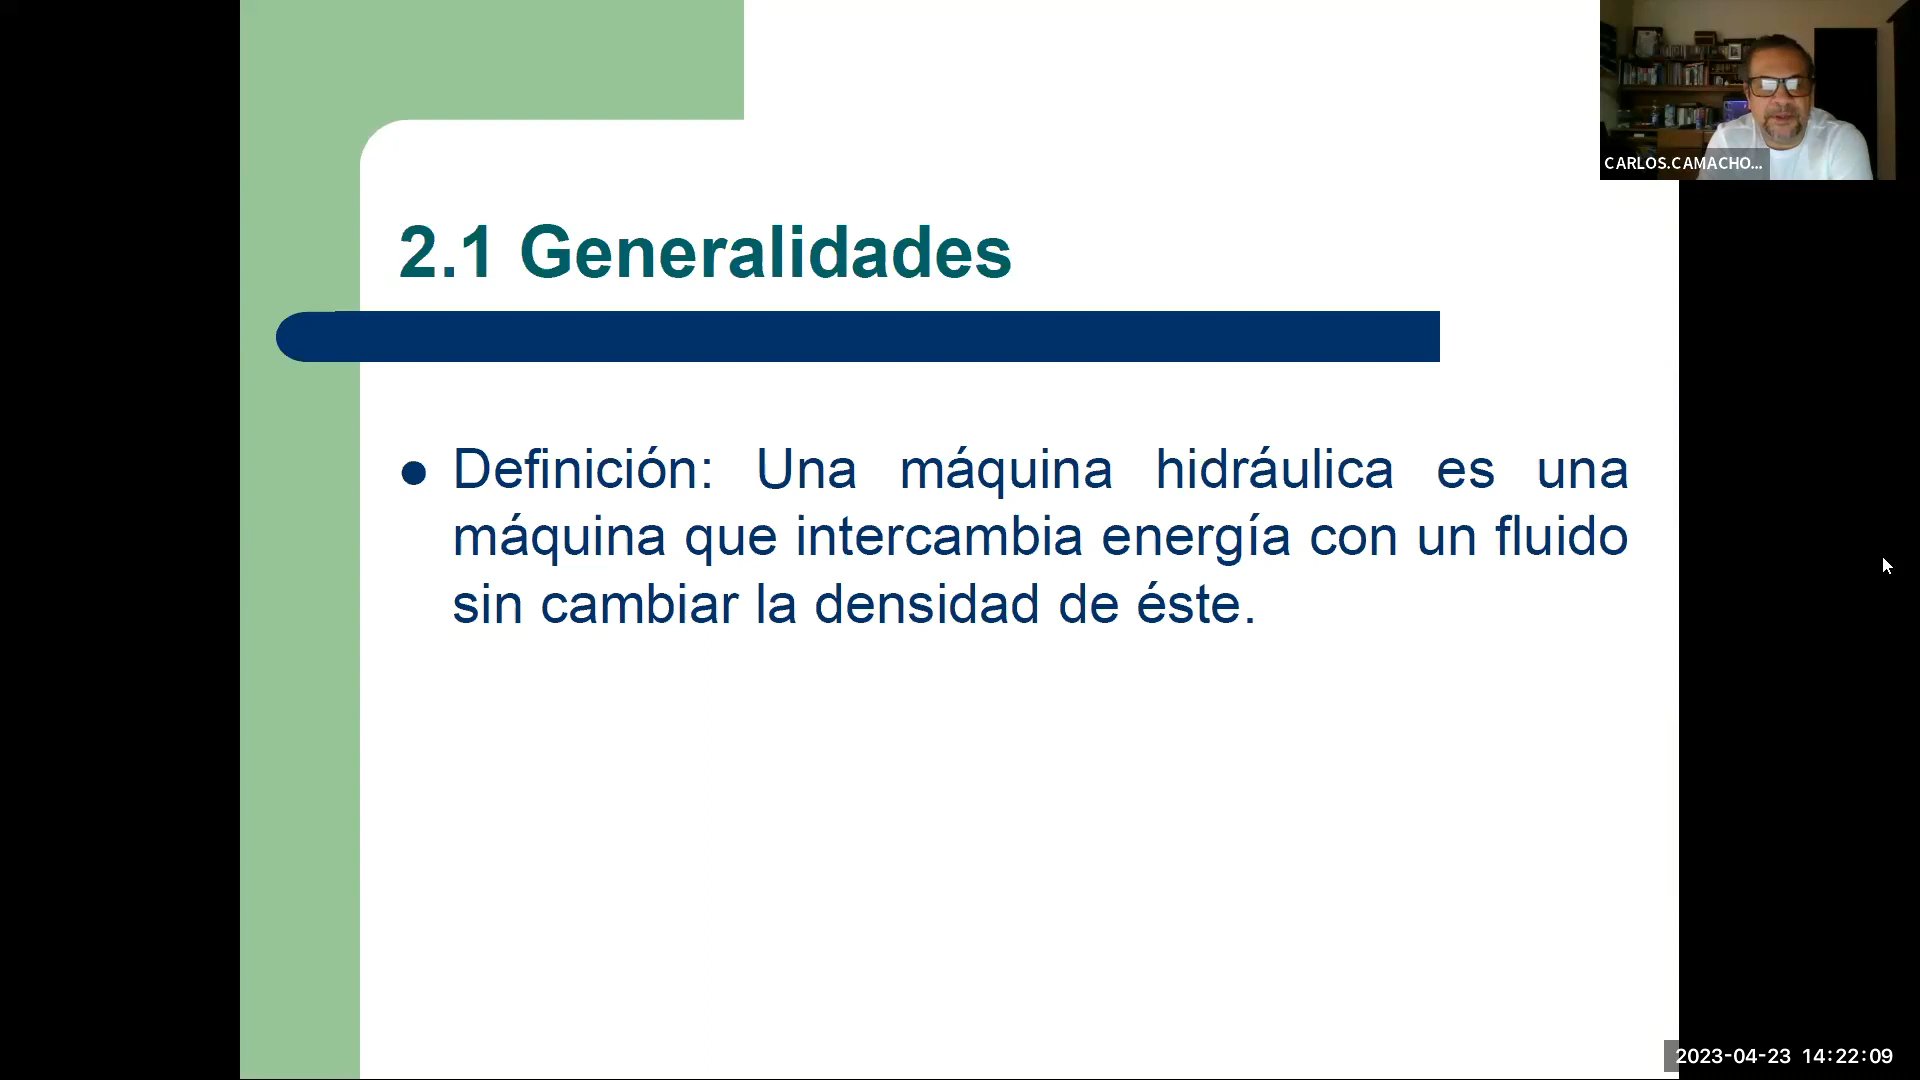 CARLOS.CAMACHO...
2.1 Generalidades
Definición: Una máquina hidráulica es una
máquina que intercambia energía con un fluido
sin cambiar la densidad de éste.
2023-04-23 14:22:09